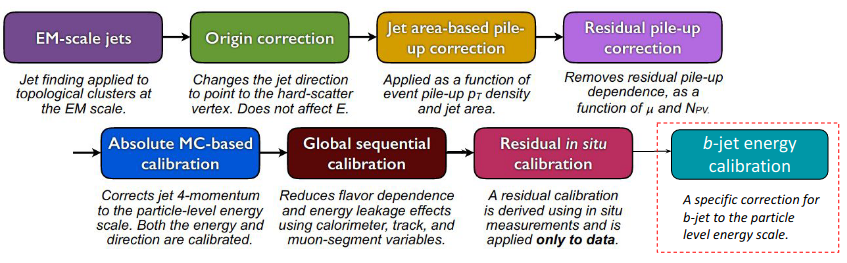 EM-scale jets
Origin correction
Jet area-based pile-
up correction
Residual pile-up
correction
Jet finding applied to
topological clusters at
the EM scale.
Changes the jet direction
to point to the hard-scatter
vertex. Does not affect E.
Applied as a function of
event pile-up pT density
and jet area.
Removes residual pile-up
dependence, as a
function of μ and NPV.
Absolute MC-based
calibration
Global sequential
calibration
Residual in situ
calibration
b-jet energy
calibration
Corrects jet 4-momentum
to the particle-level energy
scale. Both the energy and
direction are calibrated.
Reduces flavor dependence
and energy leakage effects
using calorimeter, track, and
muon-segment variables.
A residual calibration
is derived using in situ
measurements and is
applied only to data.
A specific correction for
b-jet to the particle
level energy scale.